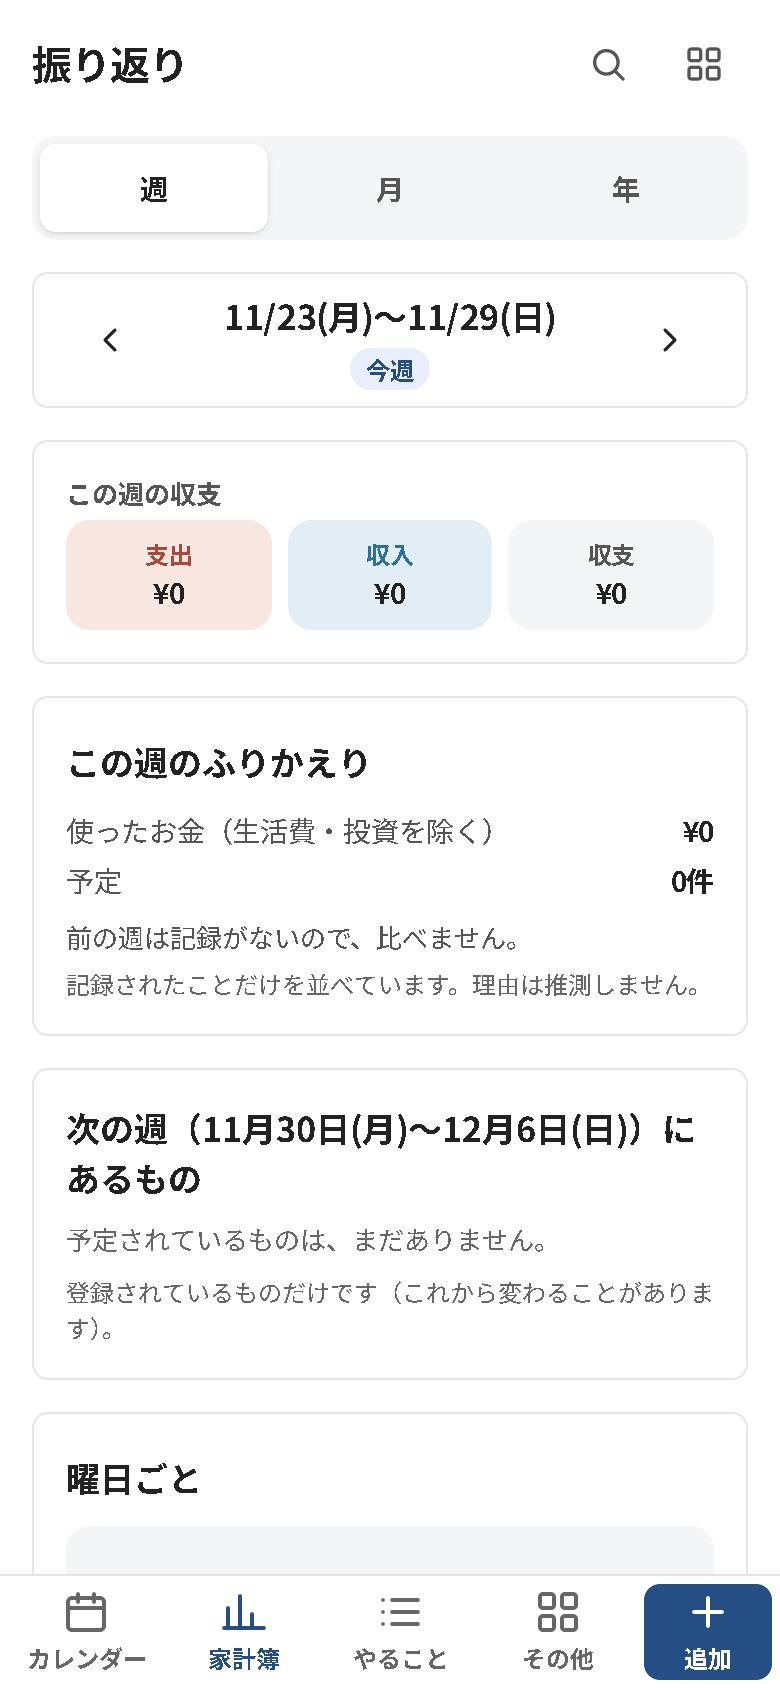 振り返り
週 月 年
11/23(月)〜11/29(日)
今週
この週の収支
支出 収入 収支
¥0 ¥0 ¥0
この週のふりかえり
使ったお金（生活費・投資を除く） ¥0
予定 0件
前の週は記録がないので、比べません。
記録されたことだけを並べています。理由は推測しません。
次の週（11月30日(月)〜12月6日(日)）に
あるもの
予定されているものは、まだありません。
登録されているものだけです（これから変わることがありま
す）。
曜日ごと
カレンダー 家計簿 やること その他 追加